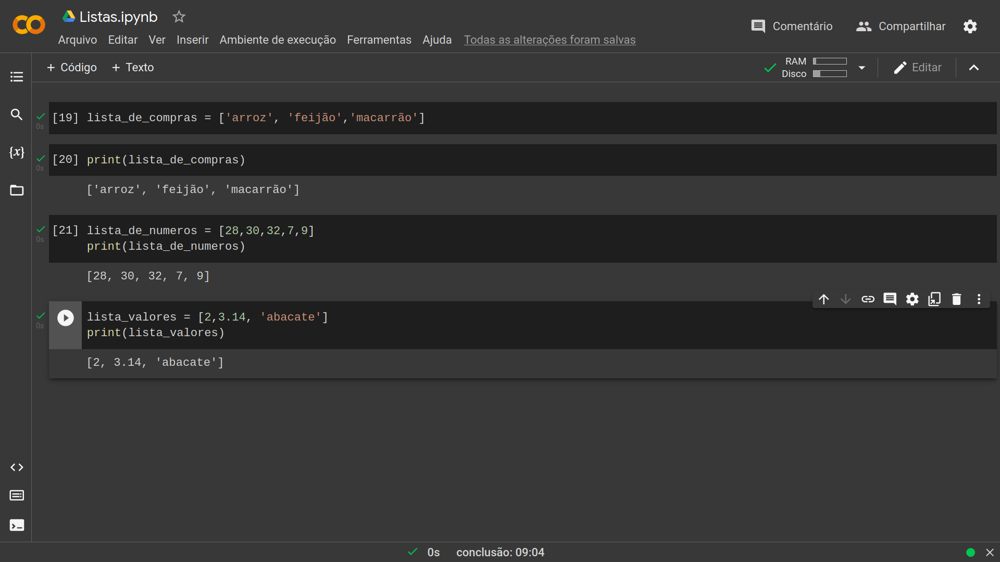 Listas.ipynb
Comentário Compartilhar
Arquivo Editar Ver Inserir Ambiente de execução Ferramentas Ajuda Todas as alterações foram salvas
+ Código + Texto
RAM
Disco
Editar
[19] lista_de_compras = ['arroz', 'feijão','macarrão']
0s
{x}
[20] print(lista_de_compras)
0s
['arroz', 'feijão', 'macarrão']
[21] lista_de_numeros = [28,30,32,7,9]
0s
print(lista_de_numeros)
[28, 30, 32, 7, 9]
lista_valores = [2,3.14, 'abacate']
0s
print(lista_valores)
[2, 3.14, 'abacate']
0s conclusão: 09:04